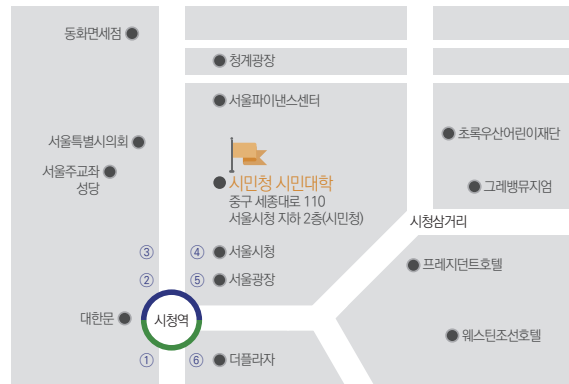 동화면세점
청계광장
서울파이낸스센터
서울특별시의회
초록우산어린이재단
서울주교좌
성당
시민청 시민대학
그레뱅뮤지엄
중구 세종대로 110
서울시청 지하 2층(시민청)
시청삼거리
③
④
서울시청
프레지던트호텔
②
⑤
서울광장
대한문
시청역
웨스틴조선호텔
①
⑥
더플라자